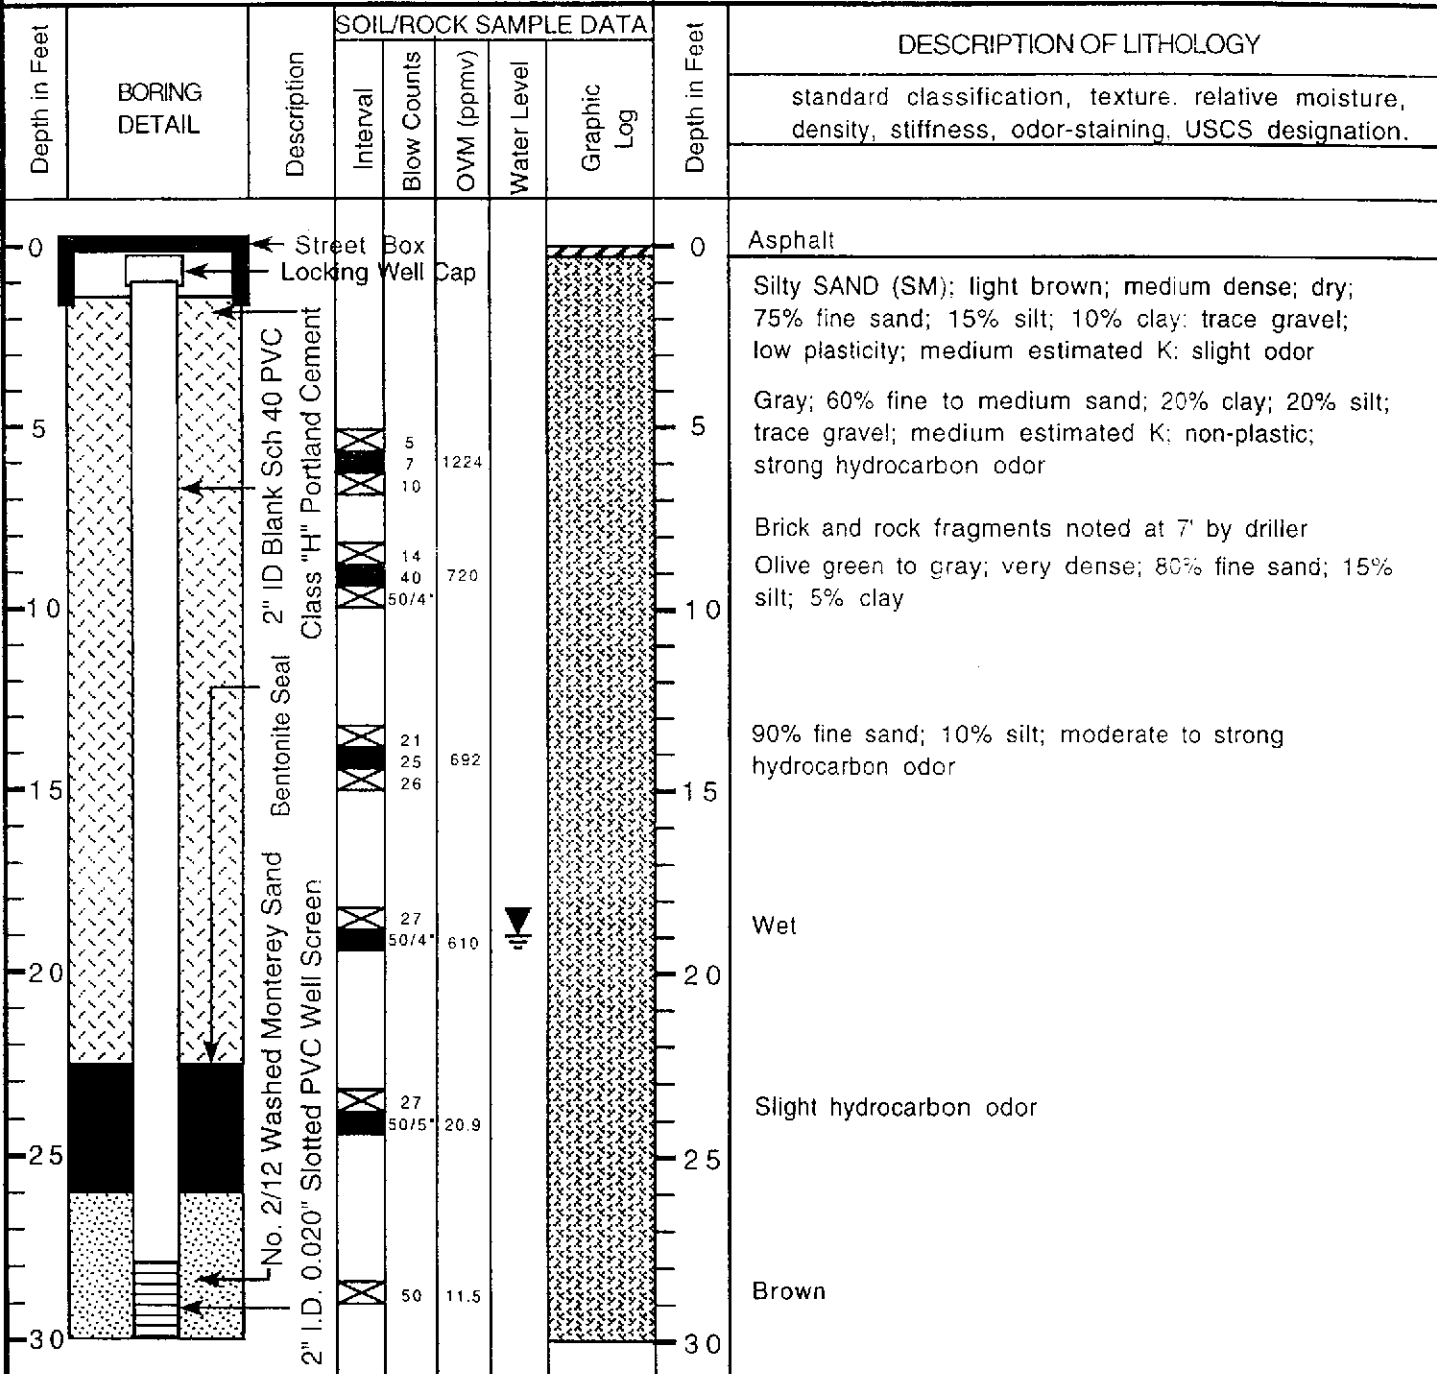 SOIL/ROCK SAMPLE DATA
Depth in Feet
BORING
DETAIL
Description
Interval
Blow Counts
OVM (ppmv)
Water Level
Graphic
Log
Depth in Feet
DESCRIPTION OF LITHOLOGY
standard classification, texture. relative moisture,
density, stiffness, odor-staining, USCS designation.
0
Street Box
Locking Well Cap
0
Asphalt
Silty SAND (SM); light brown; medium dense; dry;
75% fine sand; 15% silt; 10% clay: trace gravel;
low plasticity; medium estimated K: slight odor
2" ID Blank Sch 40 PVC
Class "H" Portland Cement
Gray; 60% fine to medium sand; 20% clay; 20% silt;
trace gravel; medium estimated K; non-plastic;
strong hydrocarbon odor
5
5
5
7 1224
10
Brick and rock fragments noted at 7' by driller
Olive green to gray; very dense; 80% fine sand; 15%
silt; 5% clay
14
40 720
50/4"
10
10
Bentonite Seal
90% fine sand; 10% silt; moderate to strong
hydrocarbon odor
21
25 692
26
15
15
No. 2/12 Washed Monterey Sand
2" I.D. 0.020" Slotted PVC Well Screen
27
50/4" 610
Wet
20
20
27
50/5" 20.9
Slight hydrocarbon odor
25
25
50 11.5
Brown
30
30